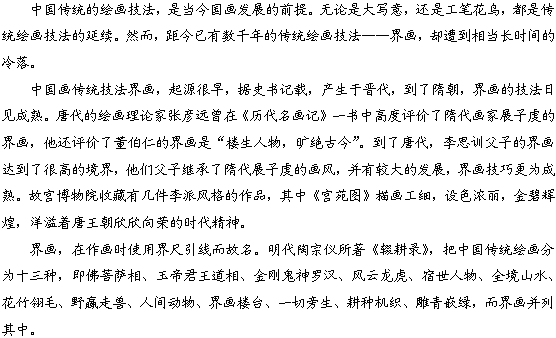 中国传统的绘画技法，是当今国画发展的前提。无论是大写意，还是工笔花鸟，都是传
统绘画技法的延续。然而，距今已有数千年的传统绘画技法——界画，却遭到相当长时间的
冷落。
中国画传统技法界画，起源很早，据史书记载，产生于晋代，到了隋朝，界画的技法日
见成熟。唐代的绘画理论家张彦远曾在《历代名画记》一书中高度评价了隋代画家展子虔的
界画，他还评价了董伯仁的界画是“楼生人物，旷绝古今”。到了唐代，李思训父子的界画
达到了很高的境界，他们父子继承了隋代展子虔的画风，并有较大的发展，界画技巧更为成
熟。故宫博物院收藏有几件李派风格的作品，其中《宫苑图》描画工细，设色浓丽，金碧辉
煌，洋溢着唐王朝欣欣向荣的时代精神。
界画，在作画时使用界尺引线而故名。明代陶宗仪所著《辍耕录》，把中国传统绘画分
为十三种，即佛菩萨相、玉帝君王道相、金刚鬼神罗汉、风云龙虎、宿世人物、全境山水、
花竹翎毛、野赢走兽、人间动物、界画楼台、一切旁生、耕种机织、雕青嵌绿，而界画并列
其中。